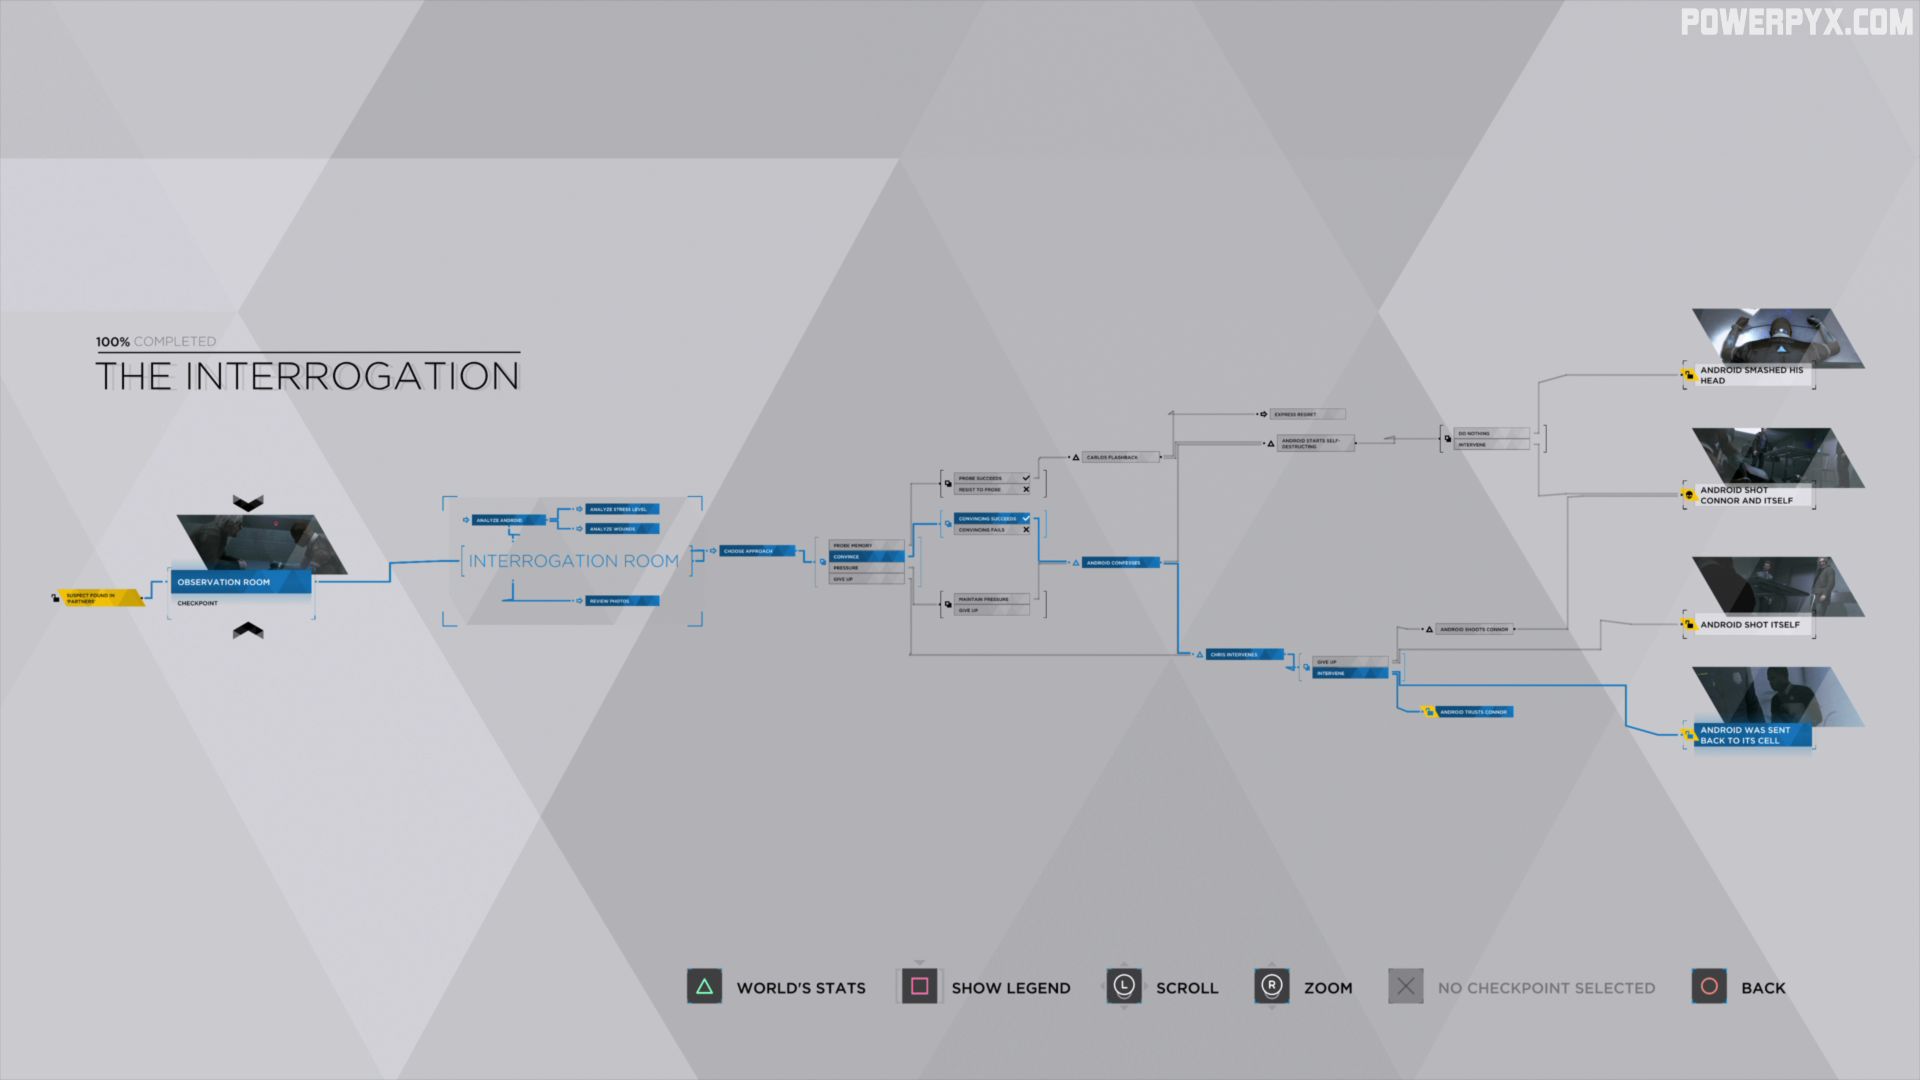 POWERPYX.COM
100% COMPLETED
THE INTERROGATION
SUSPECT FOUND IN
'PARTNERS'
OBSERVATION ROOM
CHECKPOINT
ANALYZE ANDROID
ANALYZE STRESS LEVEL
ANALYZE WOUNDS
INTERROGATION ROOM
REVIEW PHOTOS
CHOOSE APPROACH
PROBE MEMORY
CONVINCE
PRESSURE
GIVE UP
PROBE SUCCEEDS
RESIST TO PROBE
CONVINCING SUCCEEDS
CONVINCING FAILS
MAINTAIN PRESSURE
GIVE UP
CARLOS FLASHBACK
ANDROID CONFESSES
EXPRESS REGRET
ANDROID STARTS SELF-
DESTRUCTING
DO NOTHING
INTERVENE
CHRIS INTERVENES
GIVE UP
INTERVENE
ANDROID SHOOTS CONNOR
ANDROID TRUSTS CONNOR
ANDROID SMASHED HIS
HEAD
ANDROID SHOT
CONNOR AND ITSELF
ANDROID SHOT ITSELF
ANDROID WAS SENT
BACK TO ITS CELL
WORLD'S STATS
SHOW LEGEND
L SCROLL
R ZOOM
NO CHECKPOINT SELECTED
BACK